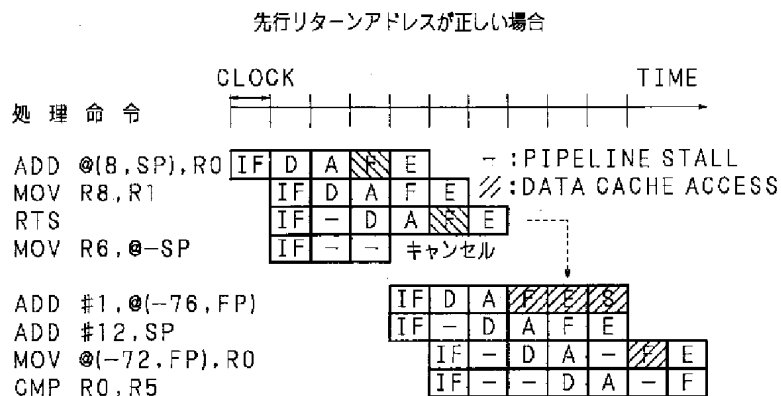 先行リターンアドレスが正しい場合
CLOCK TIME
処理命令
ADD @(8,SP),R0 IF D A F E - :PIPELINE STALL
MOV R8,R1 IF D A F E :DATA CACHE ACCESS
RTS IF - D A F E
MOV R6,@-SP IF - - キャンセル
ADD #1,@(-76,FP) IF D A F E S
ADD #12,SP IF - D A F E
MOV @(-72,FP),R0 IF - - D A - F E
CMP R0,R5 IF - - D A - F